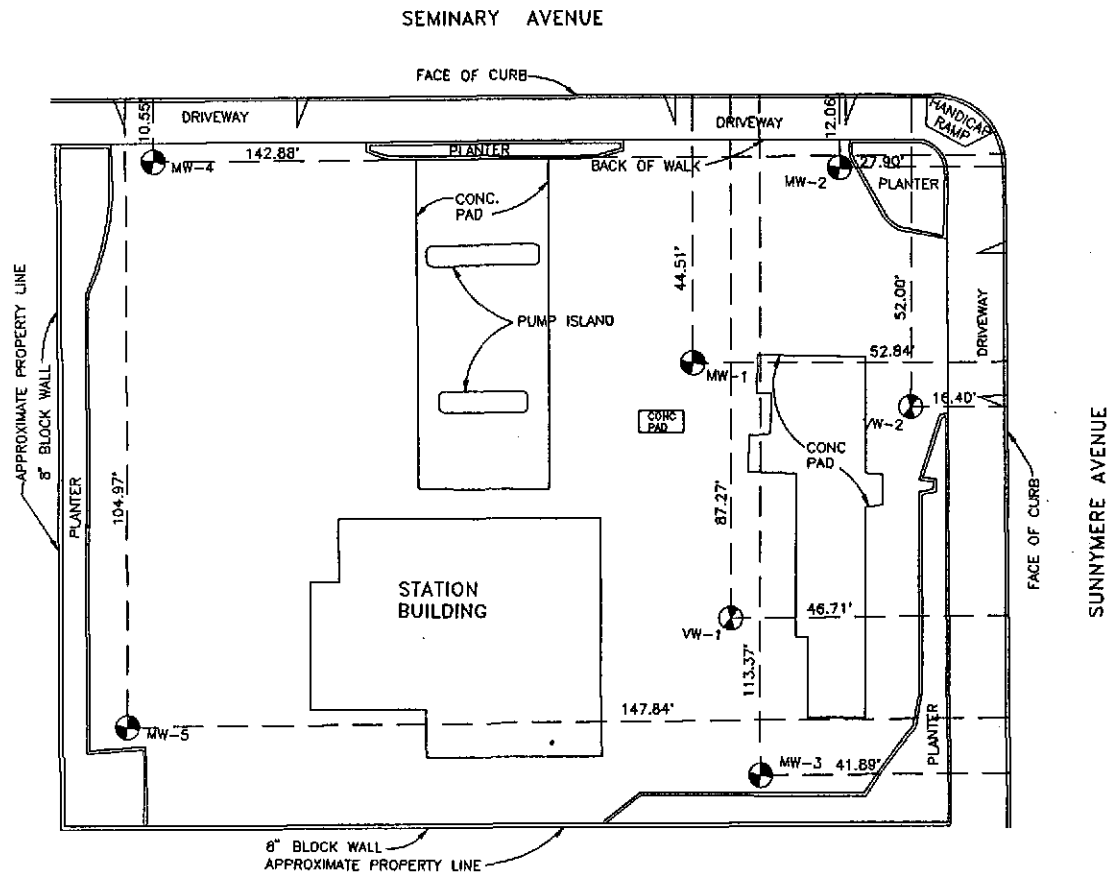 SEMINARY AVENUE
FACE OF CURB
10.55'
DRIVEWAY
DRIVEWAY
12.06'
HANDICAP
RAMP
MW-4
142.88'
PLANTER
BACK OF WALK
MW-2
27.90'
PLANTER
CONC.
PAD
44.51'
52.00'
DRIVEWAY
PUMP ISLAND
APPROXIMATE PROPERTY LINE
8" BLOCK WALL
MW-1
52.84'
CONC
PAD
VW-2
16.40'
CONC
PAD
PLANTER
104.97'
87.27'
FACE OF CURB
SUNNYMERE AVENUE
STATION
BUILDING
VW-1
46.71'
113.37'
147.84'
MW-5
PLANTER
MW-3
41.89'
8" BLOCK WALL
APPROXIMATE PROPERTY LINE